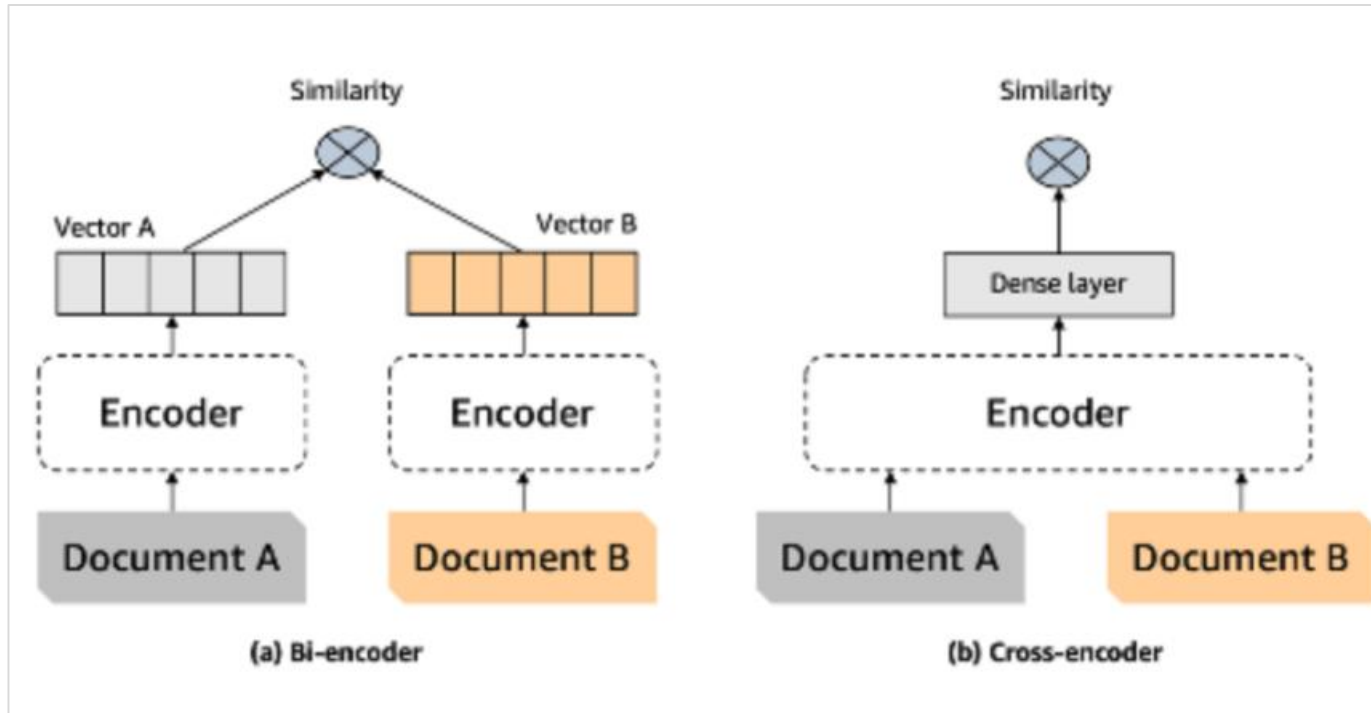 Similarity
Vector A
Vector B
Encoder
Encoder
Document A
Document B
(a) Bi-encoder
Similarity
Dense layer
Encoder
Document A
Document B
(b) Cross-encoder